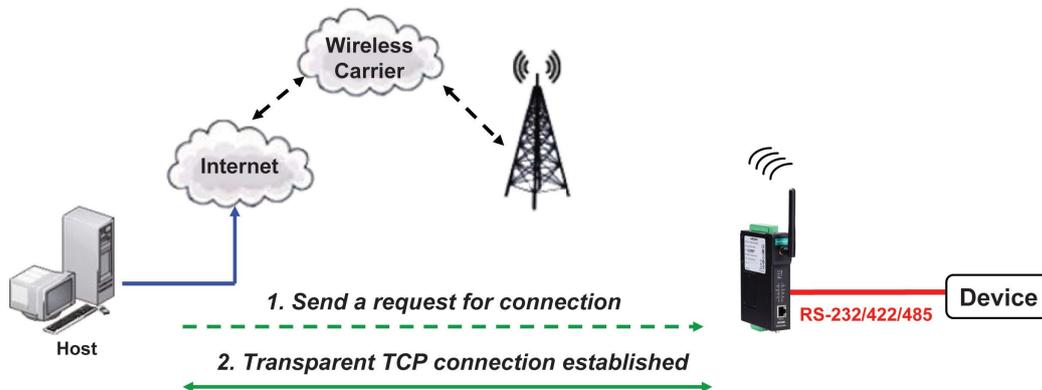 Wireless
Carrier
Internet
1. Send a request for connection
Device
RS-232/422/485
Host
2. Transparent TCP connection established